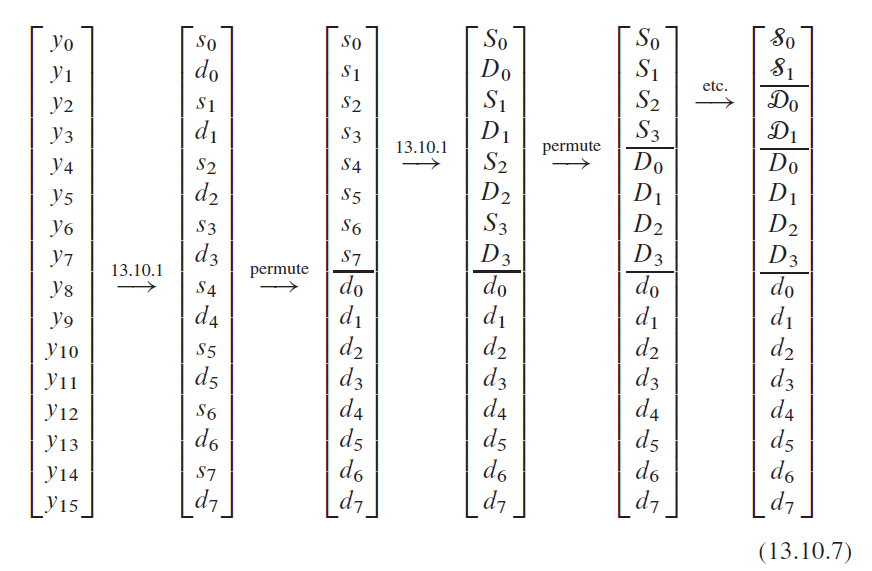 y₀ s₀ s₀ S₀ S₀ 𝒮₀
y₁ d₀ s₁ D₀ S₁ 𝒮₁
etc.
y₂ s₁ s₂ S₁ S₂ → 𝒟₀
y₃ d₁ s₃ D₁ S₃ 𝒟₁
13.10.1 permute
y₄ s₂ s₄ → S₂ → D₀ D₀
y₅ d₂ s₅ D₂ D₁ D₁
y₆ s₃ s₆ S₃ D₂ D₂
y₇ d₃ s₇ D₃ D₃ D₃
13.10.1 permute
y₈ → s₄ → d₀ d₀ d₀ d₀
y₉ d₄ d₁ d₁ d₁ d₁
y₁₀ s₅ d₂ d₂ d₂ d₂
y₁₁ d₅ d₃ d₃ d₃ d₃
y₁₂ s₆ d₄ d₄ d₄ d₄
y₁₃ d₆ d₅ d₅ d₅ d₅
y₁₄ s₇ d₆ d₆ d₆ d₆
y₁₅ d₇ d₇ d₇ d₇ d₇
(13.10.7)